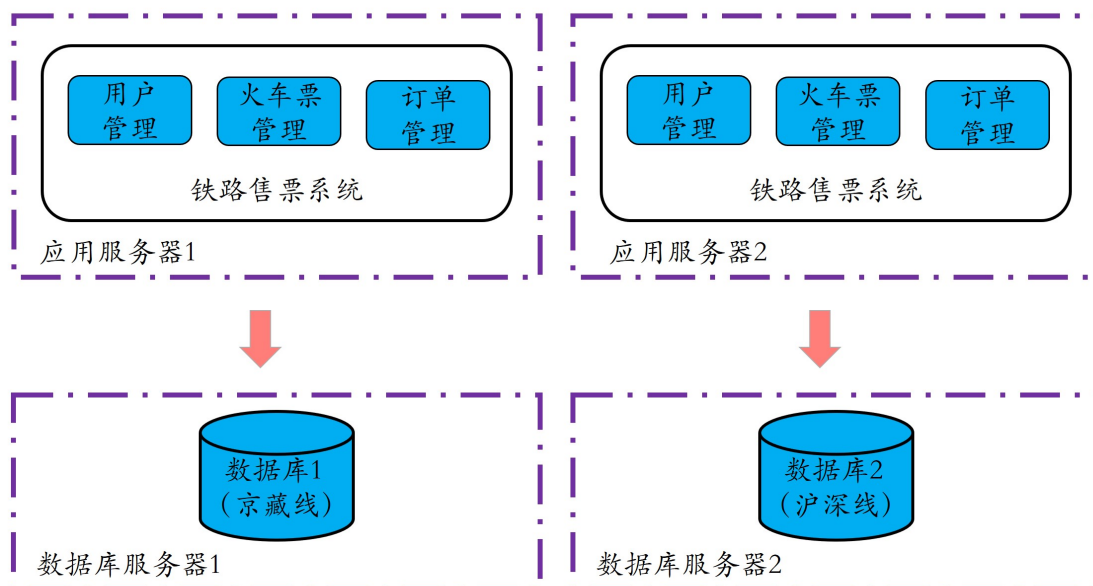 用户
管理
火车票
管理
订单
管理
铁路售票系统
应用服务器1
用户
管理
火车票
管理
订单
管理
铁路售票系统
应用服务器2
数据库1
（京藏线）
数据库服务器1
数据库2
（沪深线）
数据库服务器2